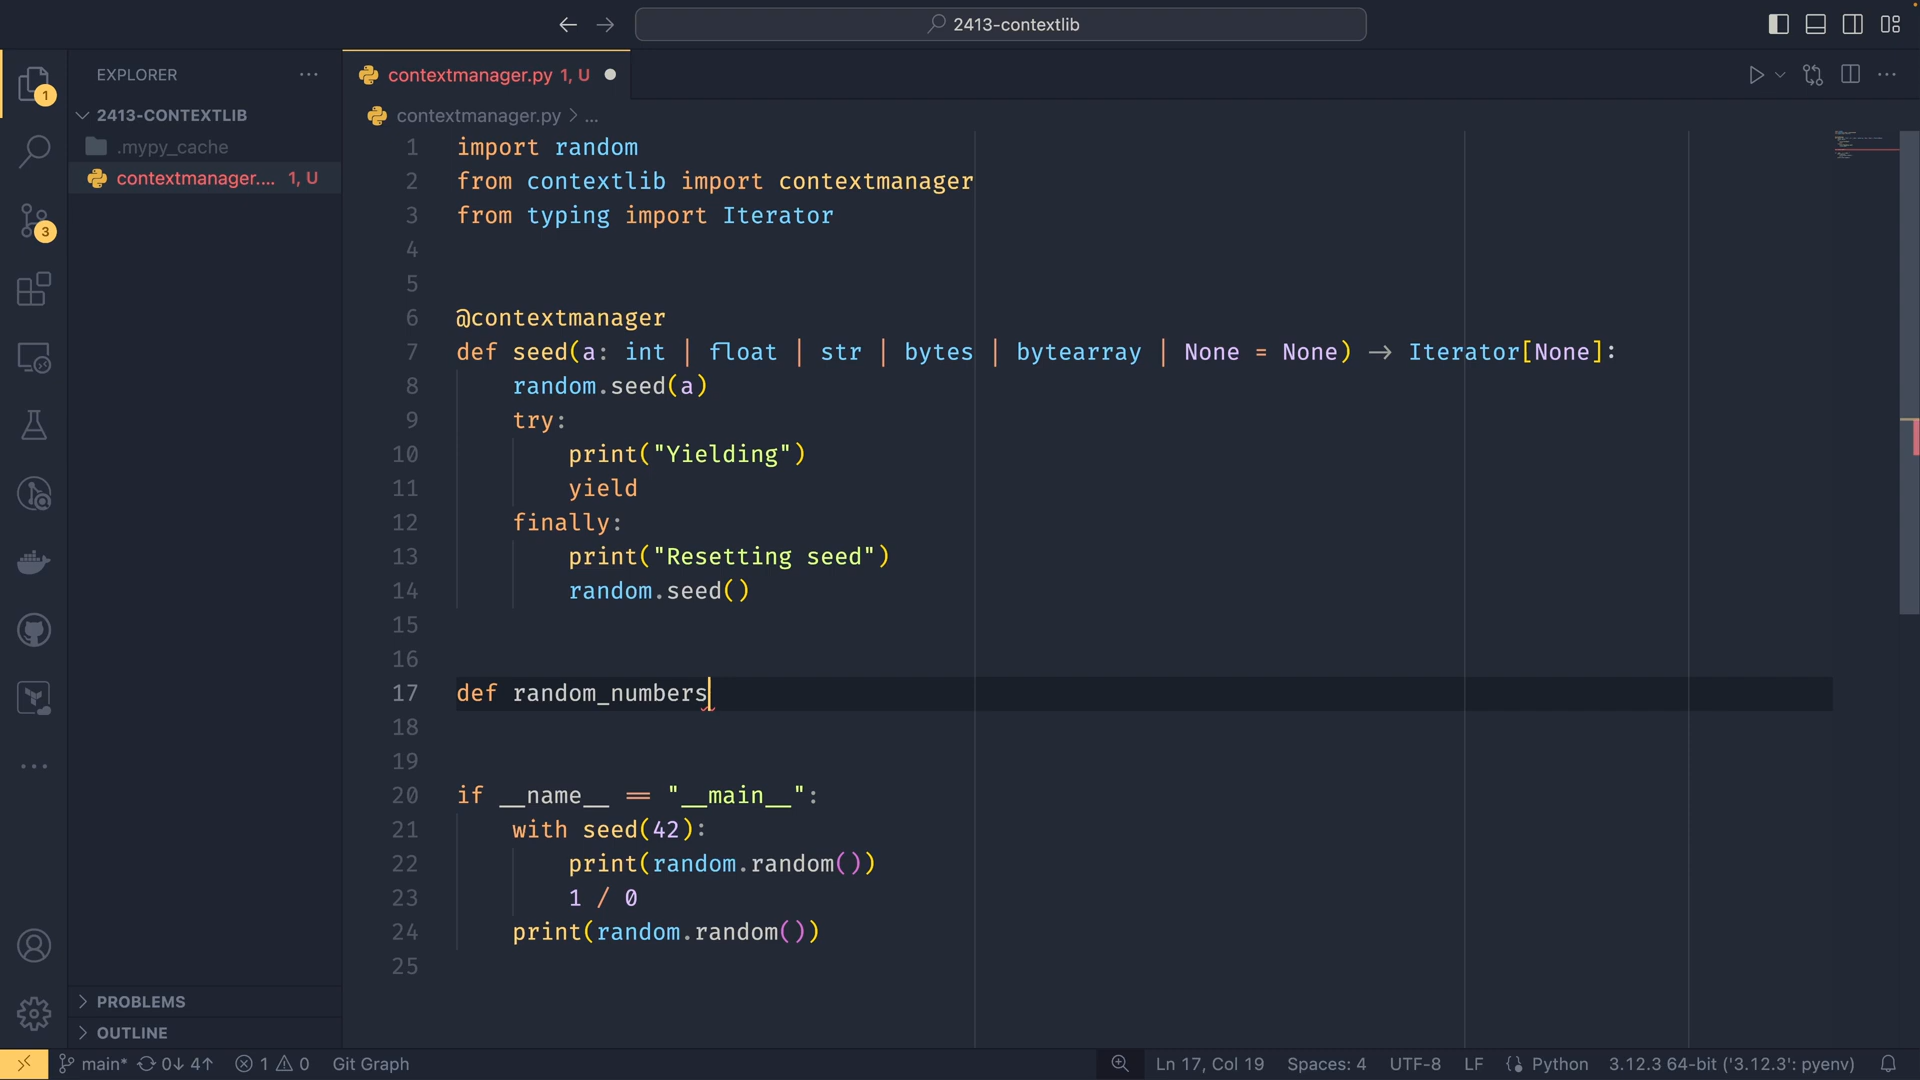 2413-contextlib
EXPLORER
contextmanager.py 1, U
1
2413-CONTEXTLIB
contextmanager.py > ...
.mypy_cache
contextmanager.... 1, U
3
1 import random
2 from contextlib import contextmanager
3 from typing import Iterator
4
5
6 @contextmanager
7 def seed(a: int | float | str | bytes | bytearray | None = None) -> Iterator[None]:
8 random.seed(a)
9 try:
10 print("Yielding")
11 yield
12 finally:
13 print("Resetting seed")
14 random.seed()
15
16
17 def random_numbers
18
19
20 if __name__ == "__main__":
21 with seed(42):
22 print(random.random())
23 1 / 0
24 print(random.random())
25
PROBLEMS
OUTLINE
main* 0↓ 4↑ 1 0 Git Graph Ln 17, Col 19 Spaces: 4 UTF-8 LF {} Python 3.12.3 64-bit ('3.12.3': pyenv)